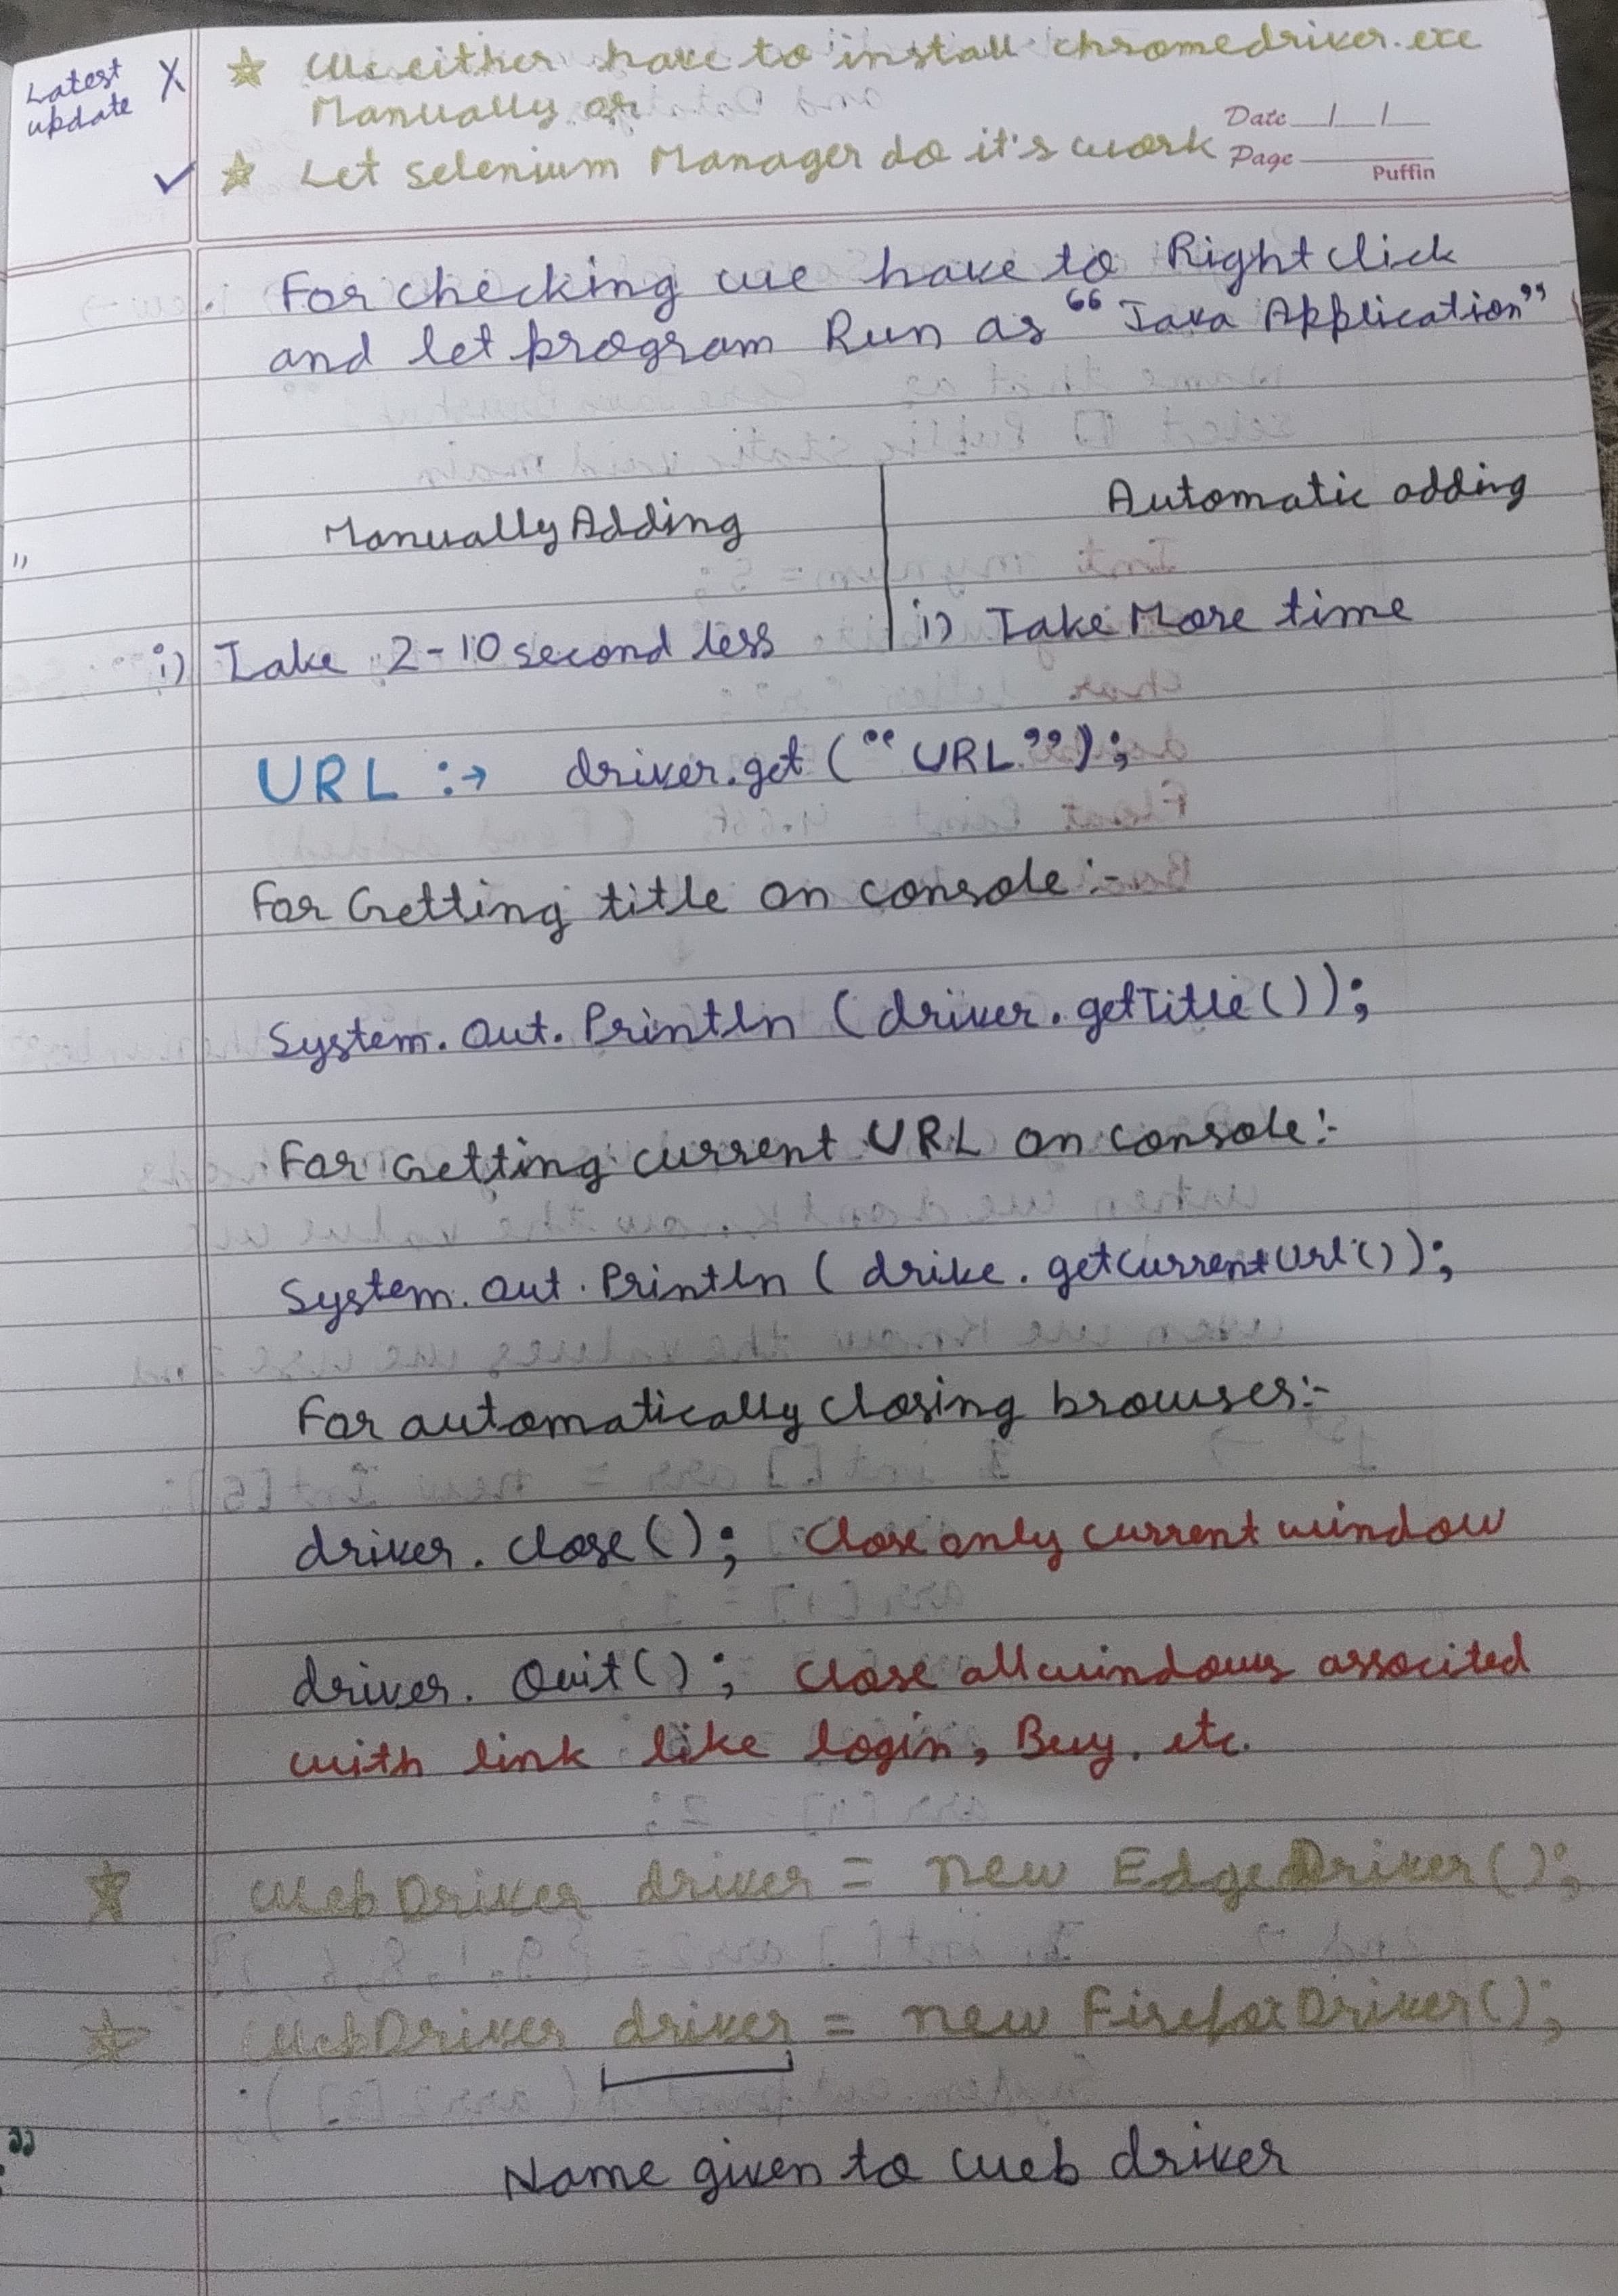 Latest update X
☆ We either have to install chromedriver.exe
Manually or
Date __/__/__
✓ ☆ Let selenium Manager do it's work
Page
Puffin
For checking we have to Right click
and let program Run as “Java Application”
Manually Adding | Automatic adding
i) Take 2-10 second less | i) Take More time
URL :→ driver.get (“URL”);
For Getting title on console :-
System.out.Println (driver.getTitle());
For Getting current URL on console :-
System.out.Println ( drive.getcurrentUrl());
For automatically closing browser :-
driver.close(); Close only current window
driver.Quit(); Close all windows associted
with link like login, Buy, etc.
☆ WebDriver driver = new EdgeDriver();
☆ WebDriver driver = new FirefoxDriver();
Name given to web driver